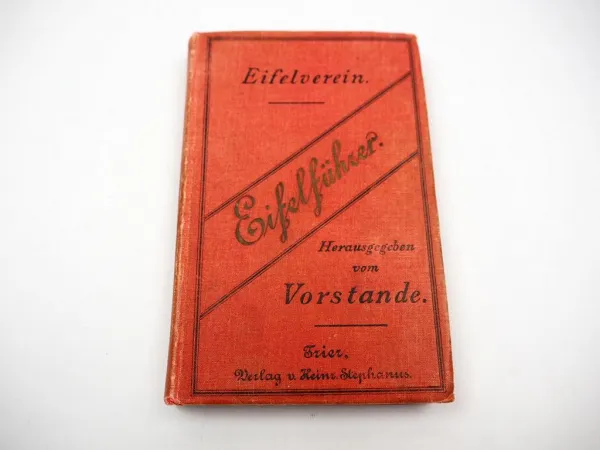 Eifelverein.
Eifelführer.
Herausgegeben
vom
Vorstande.
Trier.
Verlag v. Heinr. Stephanus.